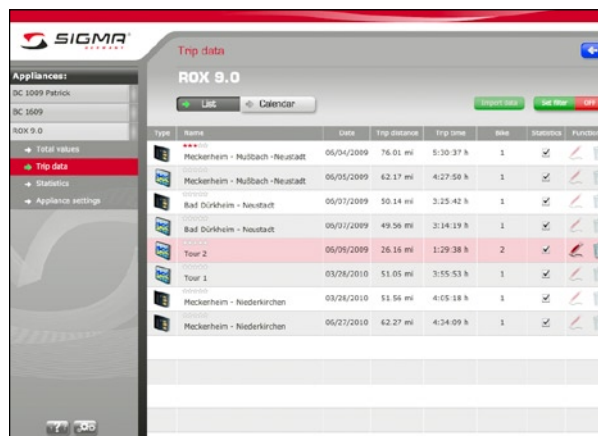 SIGMA
GERMANY
Trip data
Appliances:
ROX 9.0
BC 1009 Patrick
List
Calendar
Import data
Set filter
OFF
BC 1609
ROX 9.0
Type Name Date Trip distance Trip time Bike Statistics Function
Total values
Meckenheim - Mußbach -Neustadt 06/04/2009 76.01 mi 5:30:37 h 1
Trip data
Meckenheim - Mußbach -Neustadt 06/05/2009 62.17 mi 4:27:50 h 1
Statistics
Bad Dürkheim - Neustadt 06/07/2009 50.14 mi 3:25:42 h 1
Appliance settings
Bad Dürkheim - Neustadt 06/07/2009 49.56 mi 3:14:19 h 1
Tour 2 06/09/2009 26.16 mi 1:29:38 h 2
Tour 1 03/28/2010 51.05 mi 3:55:53 h 1
Meckenheim - Niederkirchen 03/28/2010 51.56 mi 4:05:18 h 1
Meckenheim - Niederkirchen 06/27/2010 62.27 mi 4:34:09 h 1
?